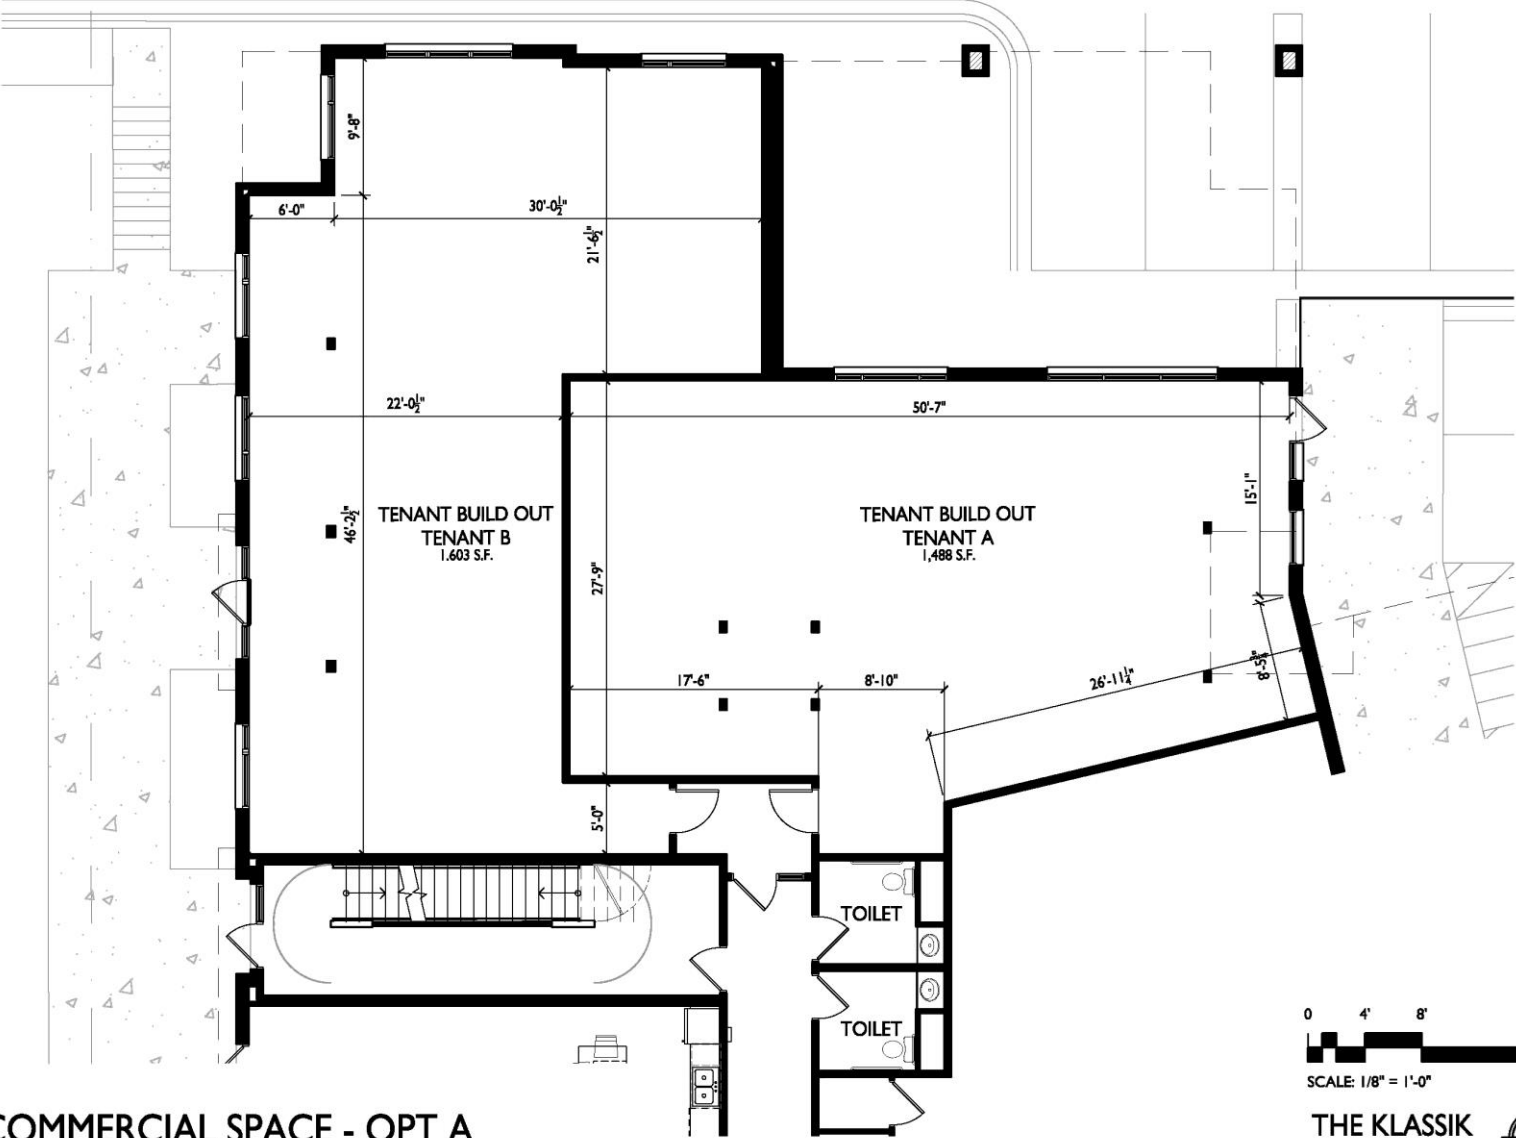 9'-8"
6'-0"
30'-0½"
21'-6½"
22'-0½"
50'-7"
15'-1"
46'-2½"
TENANT BUILD OUT
TENANT B
1.603 S.F.
TENANT BUILD OUT
TENANT A
1,488 S.F.
27'-9"
17'-6"
8'-10"
26'-11¼"
8'-5¾"
5'-0"
TOILET
TOILET
0 4' 8'
SCALE: 1/8" = 1'-0"
COMMERCIAL SPACE - OPT A
THE KLASSIK